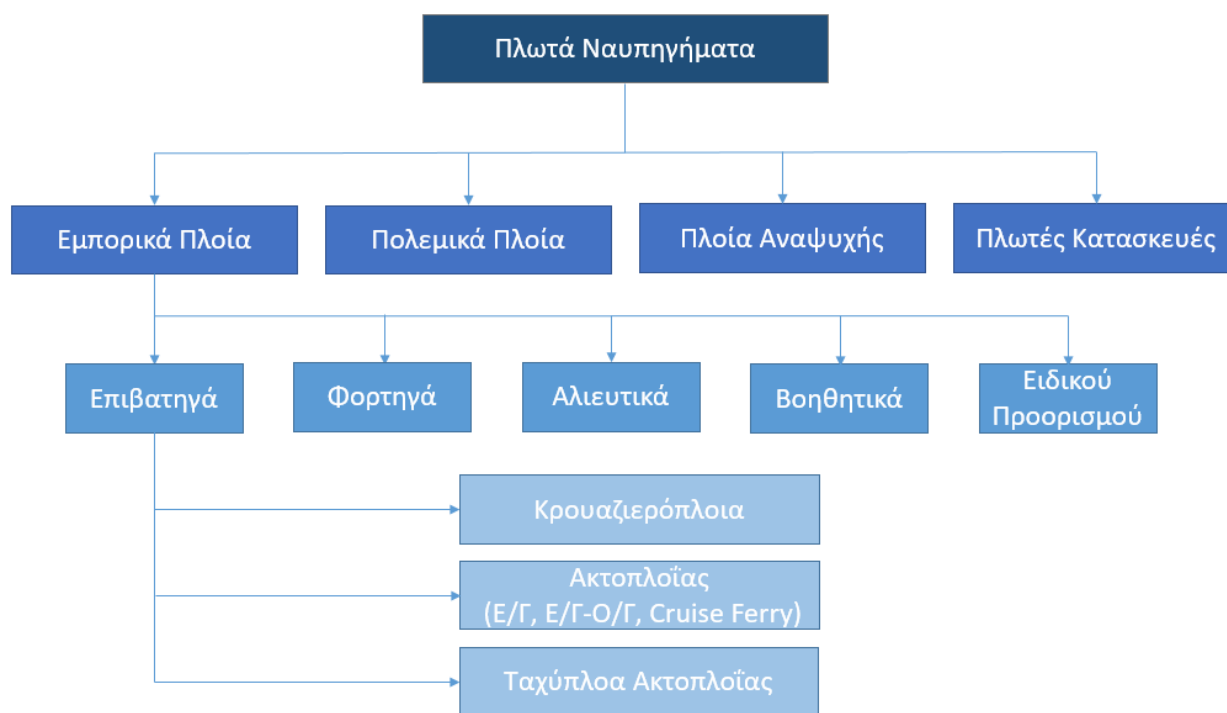 Πλωτά Ναυπηγήματα
Εμπορικά Πλοία
Πολεμικά Πλοία
Πλοία Αναψυχής
Πλωτές Κατασκευές
Επιβατηγά
Φορτηγά
Αλιευτικά
Βοηθητικά
Ειδικού
Προορισμού
Κρουαζιερόπλοια
Ακτοπλοΐας
(Ε/Γ, Ε/Γ-Ο/Γ, Cruise Ferry)
Ταχύπλοα Ακτοπλοΐας